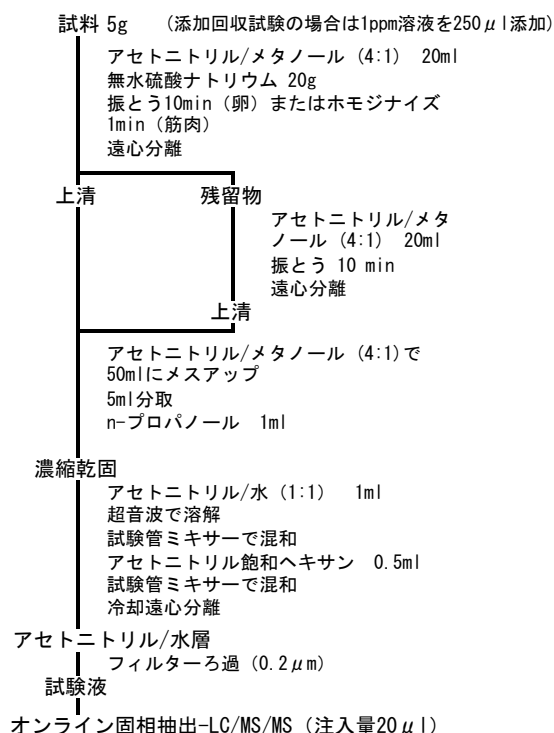 試料 5g （添加回収試験の場合は1ppm溶液を250μl添加）
アセトニトリル/メタノール (4:1) 20ml
無水硫酸ナトリウム 20g
振とう10min（卵）またはホモジナイズ
1min（筋肉）
遠心分離
上清 残留物
アセトニトリル/メタ
ノール (4:1) 20ml
振とう 10 min
遠心分離
上清
アセトニトリル/メタノール (4:1)で
50mlにメスアップ
5ml分取
n-プロパノール 1ml
濃縮乾固
アセトニトリル/水 (1:1) 1ml
超音波で溶解
試験管ミキサーで混和
アセトニトリル飽和ヘキサン 0.5ml
試験管ミキサーで混和
冷却遠心分離
アセトニトリル/水層
フィルターろ過 (0.2μm)
試験液
オンライン固相抽出-LC/MS/MS (注入量20μl)